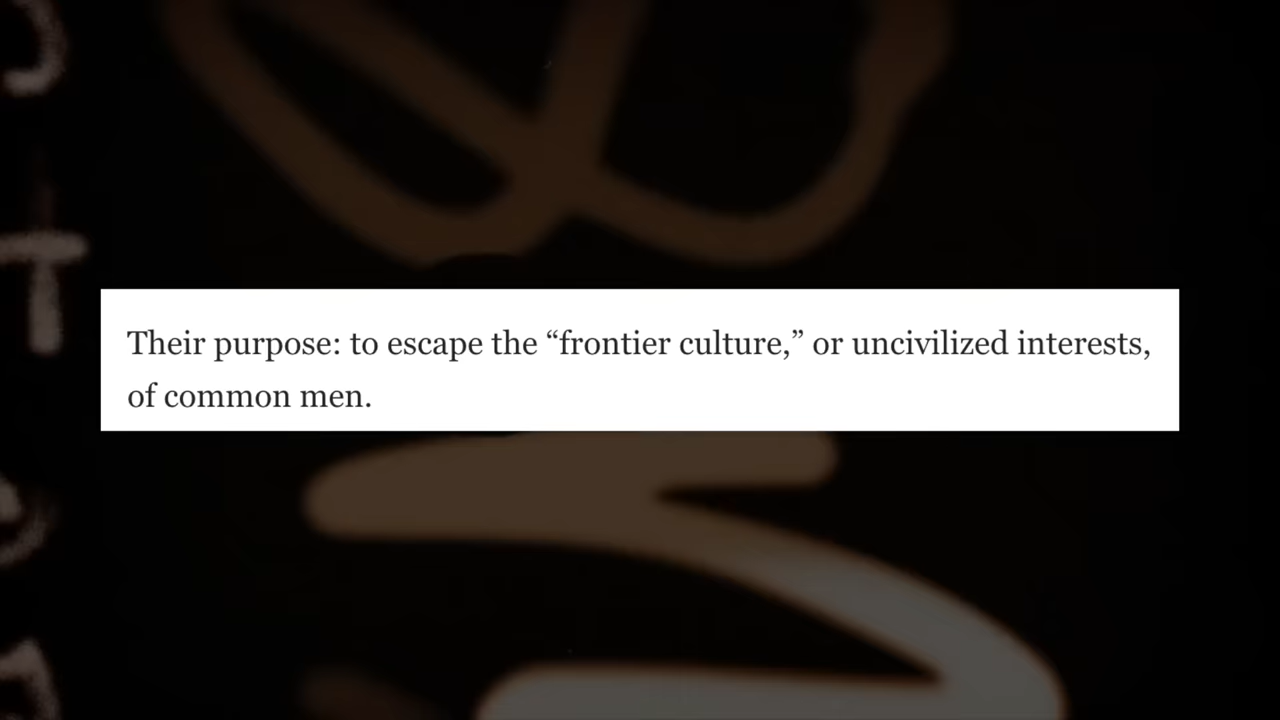 Their purpose: to escape the “frontier culture,” or uncivilized interests,
of common men.